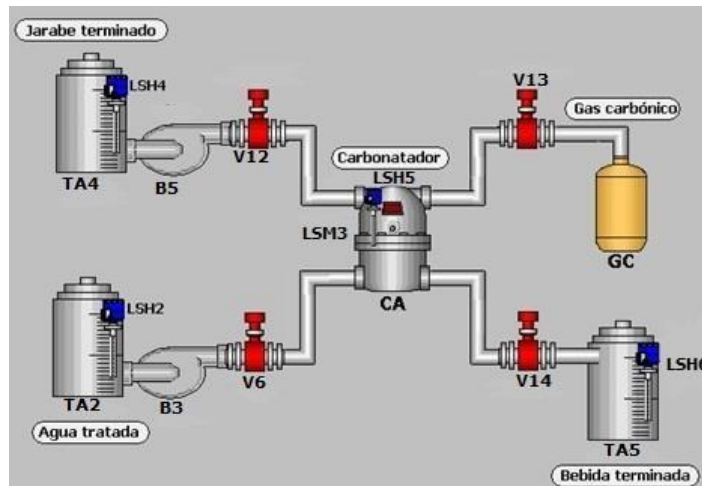 Jarabe terminado
LSH4
TA4
B5
V12
V13
Gas carbónico
GC
Carbonatador
LSH5
LSM3
CA
LSH2
TA2
B3
V6
Agua tratada
V14
LSH6
TA5
Bebida terminada